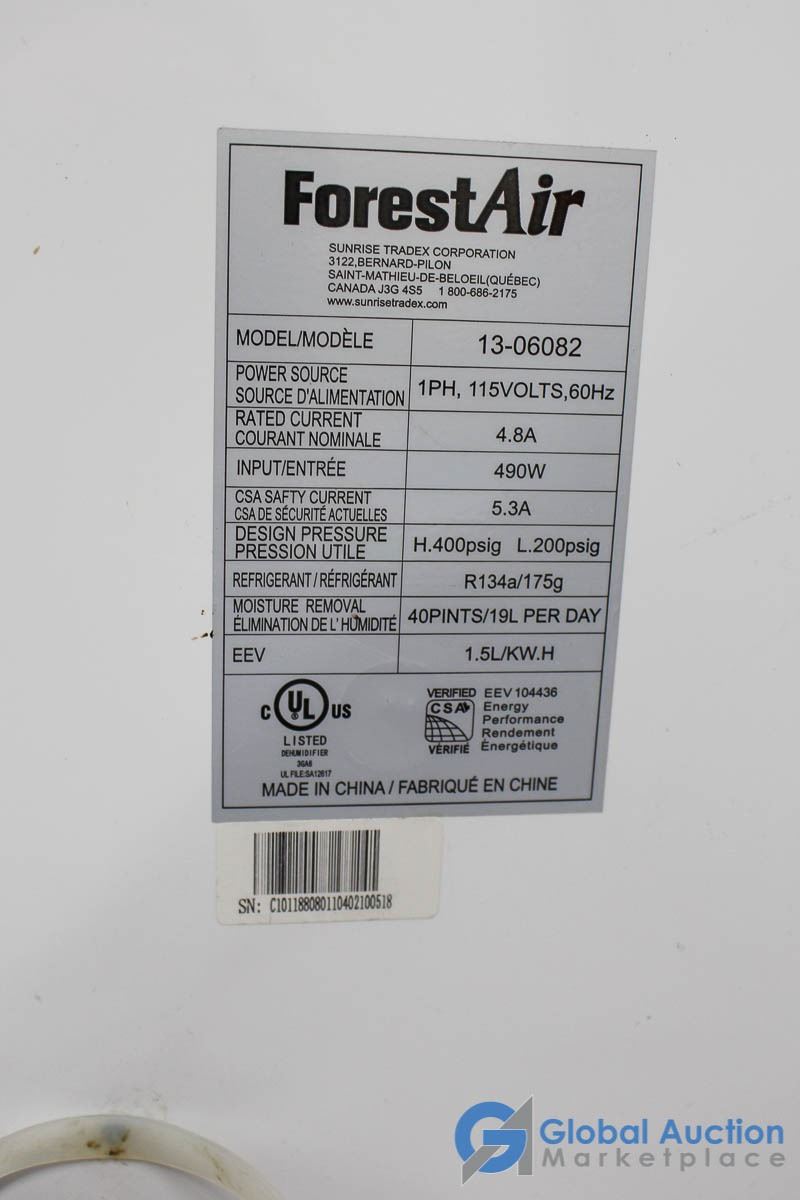 ForestAir
SUNRISE TRADEX CORPORATION
3122,BERNARD-PILON
SAINT-MATHIEU-DE-BELOEIL(QUÉBEC)
CANADA J3G 4S5 1 800-686-2175
www.sunrisetradex.com
MODEL/MODÈLE 13-06082
POWER SOURCE
SOURCE D'ALIMENTATION 1PH, 115VOLTS,60Hz
RATED CURRENT
COURANT NOMINALE 4.8A
INPUT/ENTRÉE 490W
CSA SAFTY CURRENT
CSA DE SÉCURITÉ ACTUELLES 5.3A
DESIGN PRESSURE
PRESSION UTILE H.400psig L.200psig
REFRIGERANT/RÉFRIGÉRANT R134a/175g
MOISTURE REMOVAL
ÉLIMINATION DE L'HUMIDITÉ 40PINTS/19L PER DAY
EEV 1.5L/KW.H
C UL US
LISTED
DEHUMIDIFIER
3GA6
UL FILE:SA12617
VERIFIED EEV 104436
CSA Energy
Performance
Rendement
VÉRIFIÉ Énergétique
MADE IN CHINA / FABRIQUÉ EN CHINE
SN: C101188080110402100518
Global Auction
Marketplace